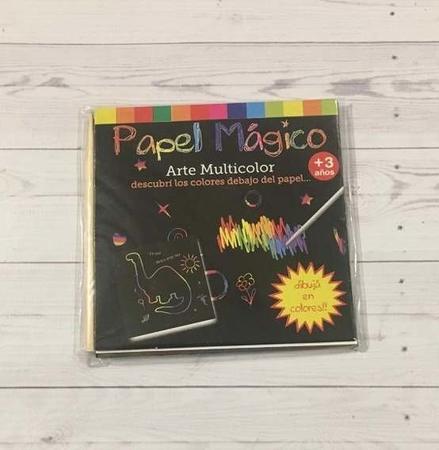 Papel Mágico
Arte Multicolor
descubrí los colores debajo del papel...
+3
años
dibujá
en
colores!!